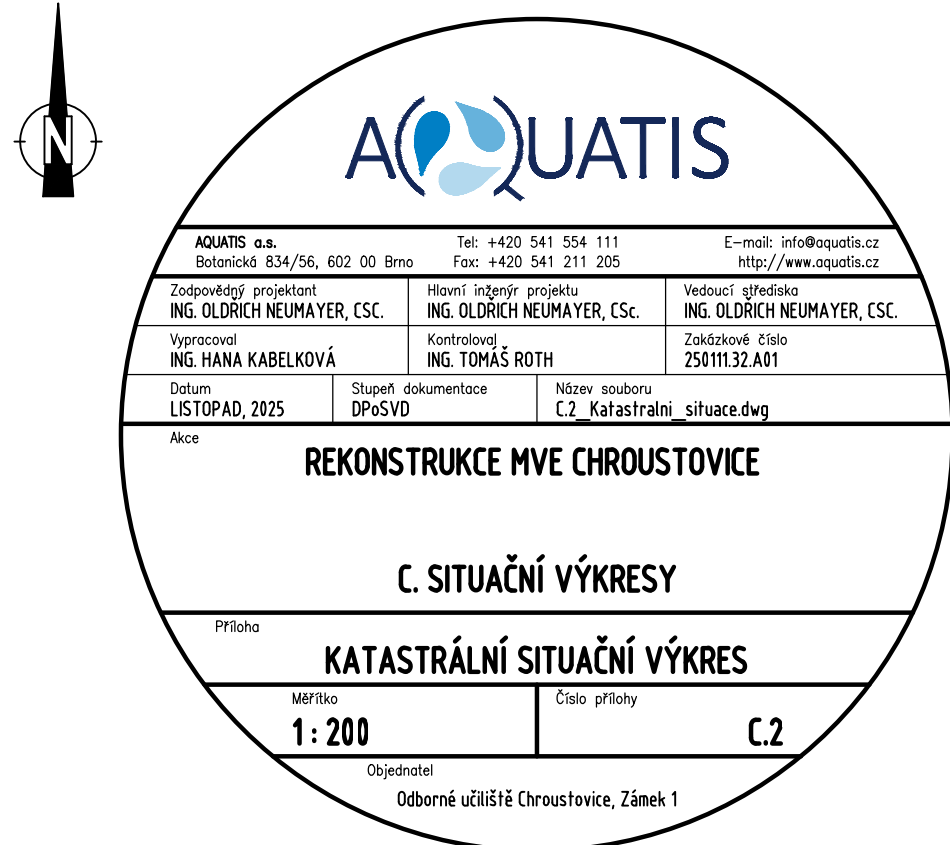 N
AQUATIS
AQUATIS a.s. Tel: +420 541 554 111 E-mail: info@aquatis.cz
Botanická 834/56, 602 00 Brno Fax: +420 541 211 205 http://www.aquatis.cz
Zodpovědný projektant Hlavní inženýr projektu Vedoucí střediska
ING. OLDŘICH NEUMAYER, CSC. ING. OLDŘICH NEUMAYER, CSc. ING. OLDŘICH NEUMAYER, CSC.
Vypracoval Kontroloval Zakázkové číslo
ING. HANA KABELKOVÁ ING. TOMÁŠ ROTH 250111.32.A01
Datum Stupeň dokumentace Název souboru
LISTOPAD, 2025 DPoSVD C.2_Katastralni_situace.dwg
Akce
REKONSTRUKCE MVE CHROUSTOVICE
C. SITUAČNÍ VÝKRESY
Příloha
KATASTRÁLNÍ SITUAČNÍ VÝKRES
Měřítko Číslo přílohy
1 : 200 C.2
Objednatel
Odborné učiliště Chroustovice, Zámek 1